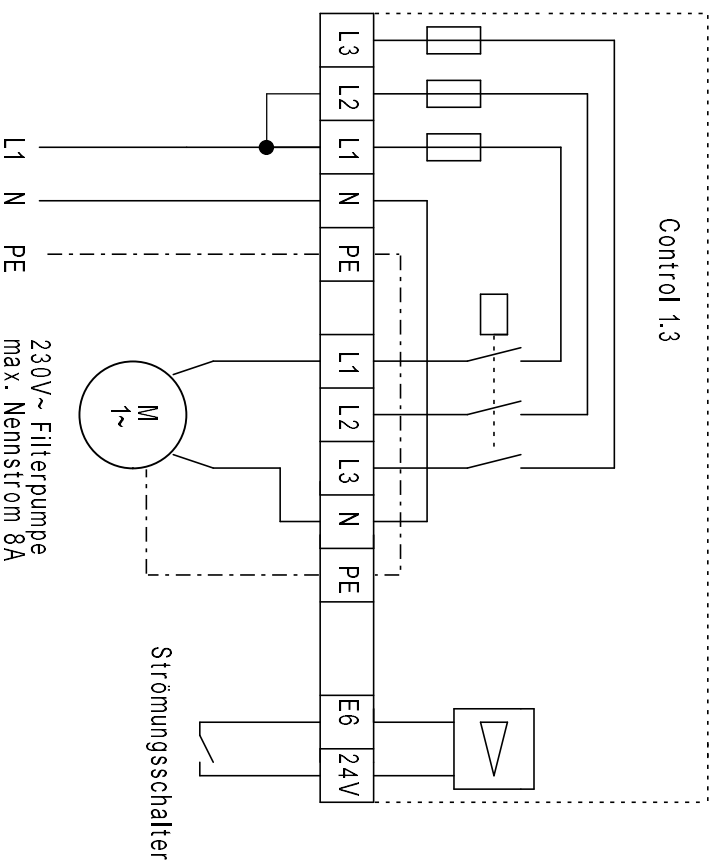 Control 1.3
L3
L2
L1
N
PE
L1
L2
L3
N
PE
E6
24V
L1
N
PE
M
1~
230V~ Filterpumpe
max. Nennstrom 8A
Strömungsschalter